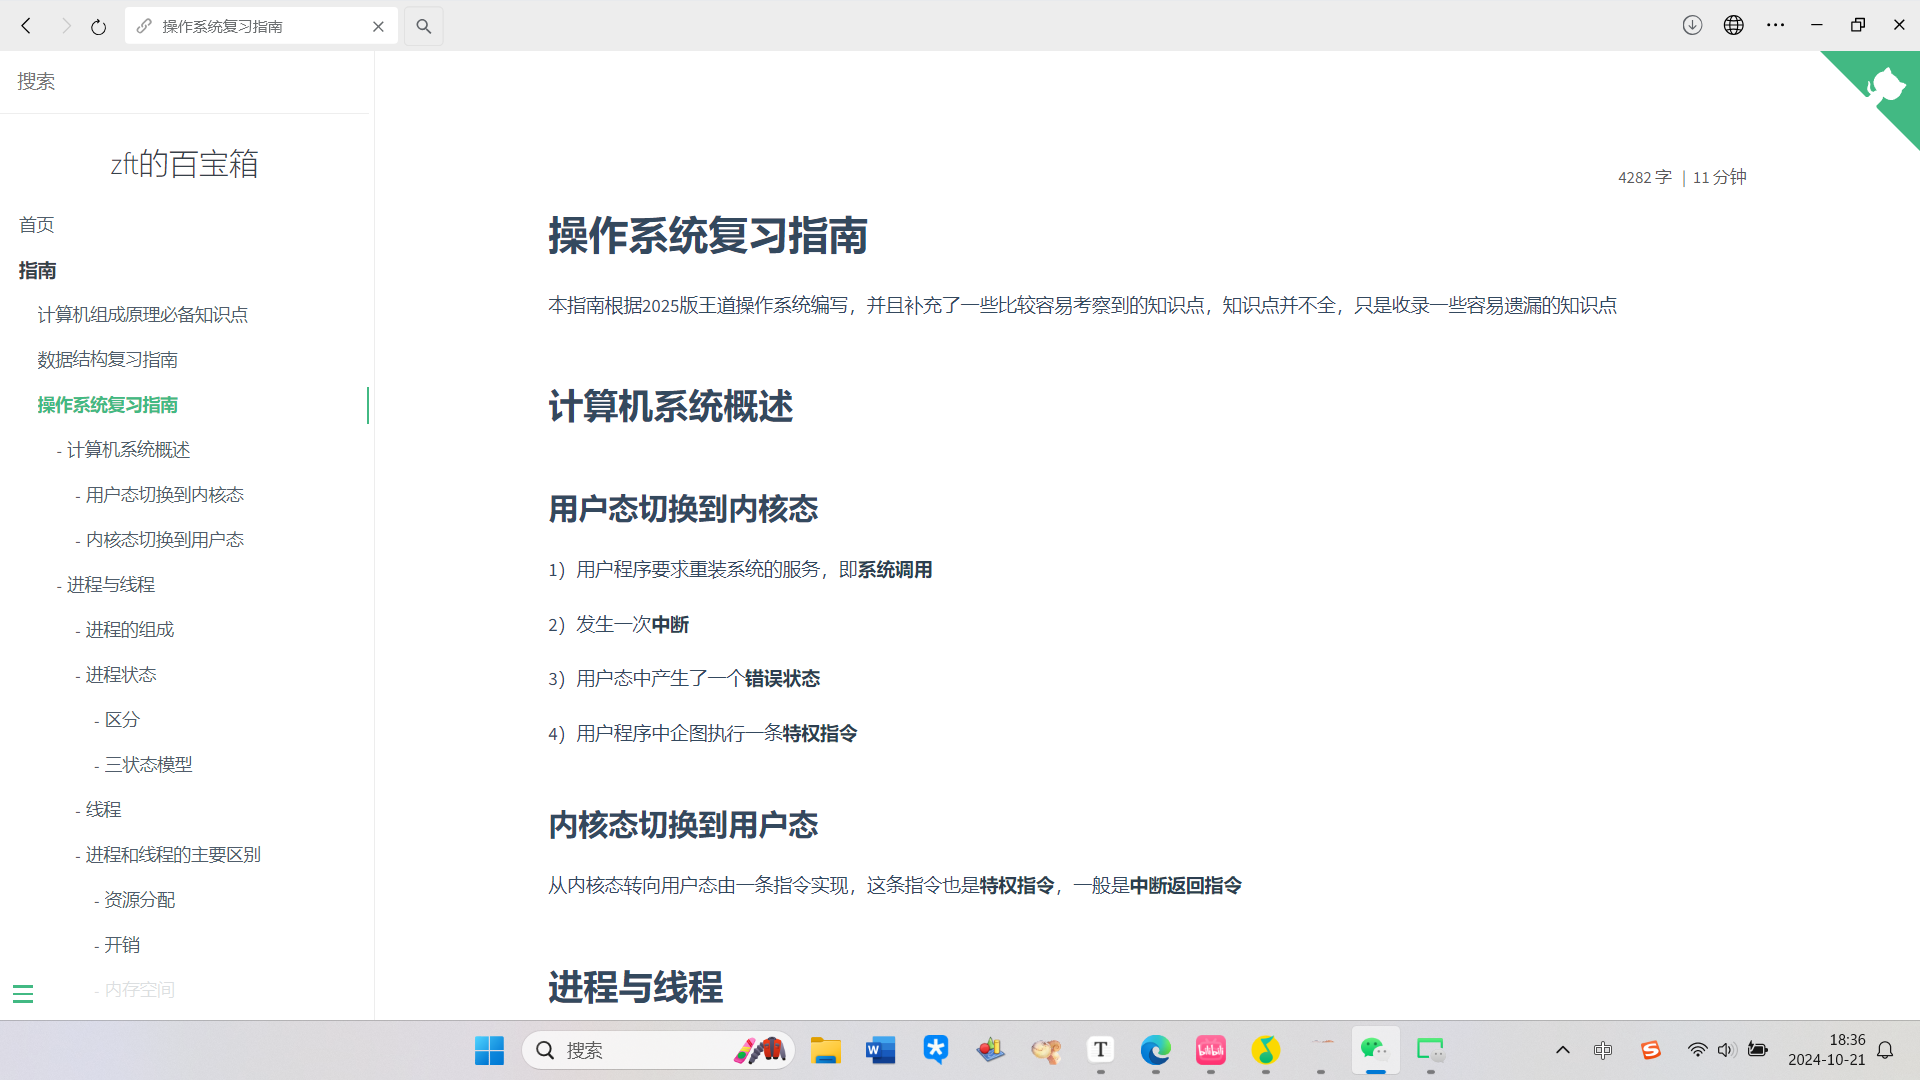 操作系统复习指南
搜索
zft的百宝箱
首页
指南
计算机组成原理必备知识点
数据结构复习指南
操作系统复习指南
- 计算机系统概述
- 用户态切换到内核态
- 内核态切换到用户态
- 进程与线程
- 进程的组成
- 进程状态
- 区分
- 三状态模型
- 线程
- 进程和线程的主要区别
- 资源分配
- 开销
- 内存空间
4282 字 | 11 分钟
操作系统复习指南
本指南根据2025版王道操作系统编写，并且补充了一些比较容易考察到的知识点，知识点并不全，只是收录一些容易遗漏的知识点
计算机系统概述
用户态切换到内核态
1）用户程序要求重装系统的服务，即系统调用
2）发生一次中断
3）用户态中产生了一个错误状态
4）用户程序中企图执行一条特权指令
内核态切换到用户态
从内核态转向用户态由一条指令实现，这条指令也是特权指令，一般是中断返回指令
进程与线程
搜索
W
T
bilibili
中
S
18:36
2024-10-21